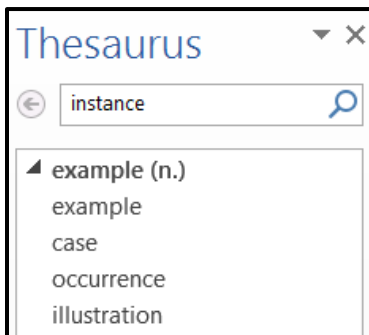 Thesaurus
instance
example (n.)
example
case
occurrence
illustration